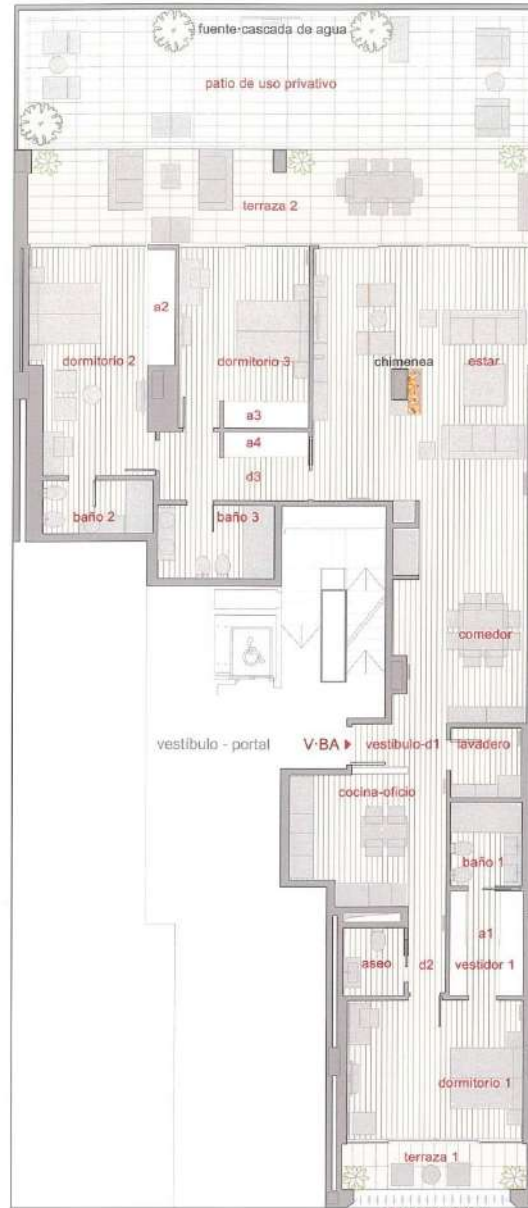 fuente-cascada de agua
patio de uso privativo
terraza 2
a2
dormitorio 2
dormitorio 3
chimenea
estar
a3
a4
d3
baño 2
baño 3
comedor
vestíbulo - portal
V·BA
vestíbulo-d1
lavadero
cocina-oficio
baño 1
a1
aseo
d2
vestidor 1
dormitorio 1
terraza 1